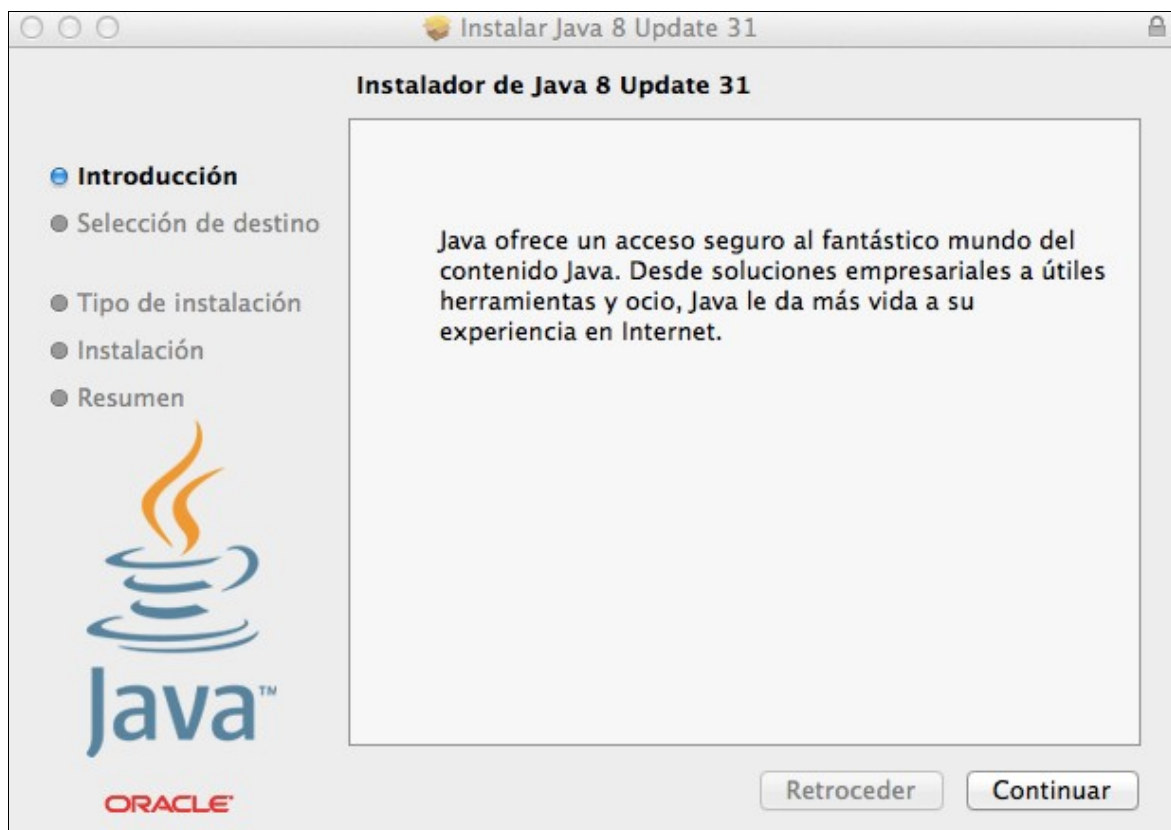 Instalar Java 8 Update 31
Instalador de Java 8 Update 31
Introducción
Selección de destino
Tipo de instalación
Instalación
Resumen
Java ofrece un acceso seguro al fantástico mundo del
contenido Java. Desde soluciones empresariales a útiles
herramientas y ocio, Java le da más vida a su
experiencia en Internet.
Java™
ORACLE®
Retroceder
Continuar